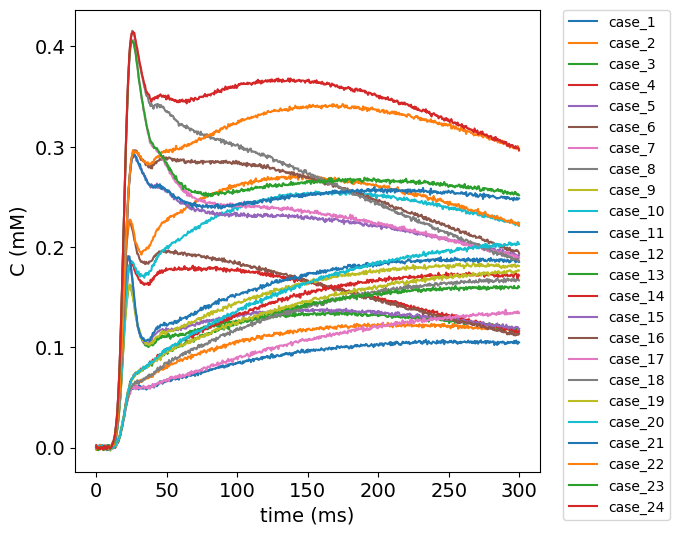 C (mM)
0.4
0.3
0.2
0.1
0.0
0 50 100 150 200 250 300
time (ms)
case_1
case_2
case_3
case_4
case_5
case_6
case_7
case_8
case_9
case_10
case_11
case_12
case_13
case_14
case_15
case_16
case_17
case_18
case_19
case_20
case_21
case_22
case_23
case_24